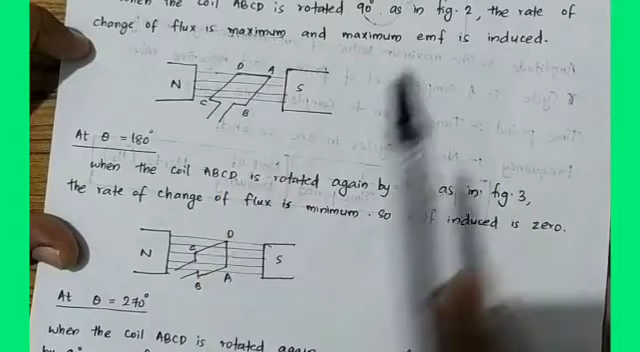 when the coil ABCD is rotated 90° as in fig. 2, the rate of
change of flux is maximum and maximum emf is induced.
N D A S
C B
At θ = 180°
when the coil ABCD is rotated again by as in fig. 3,
the rate of change of flux is minimum. so induced is zero.
N C D S
B A
At θ = 270°
when the coil ABCD is rotated again